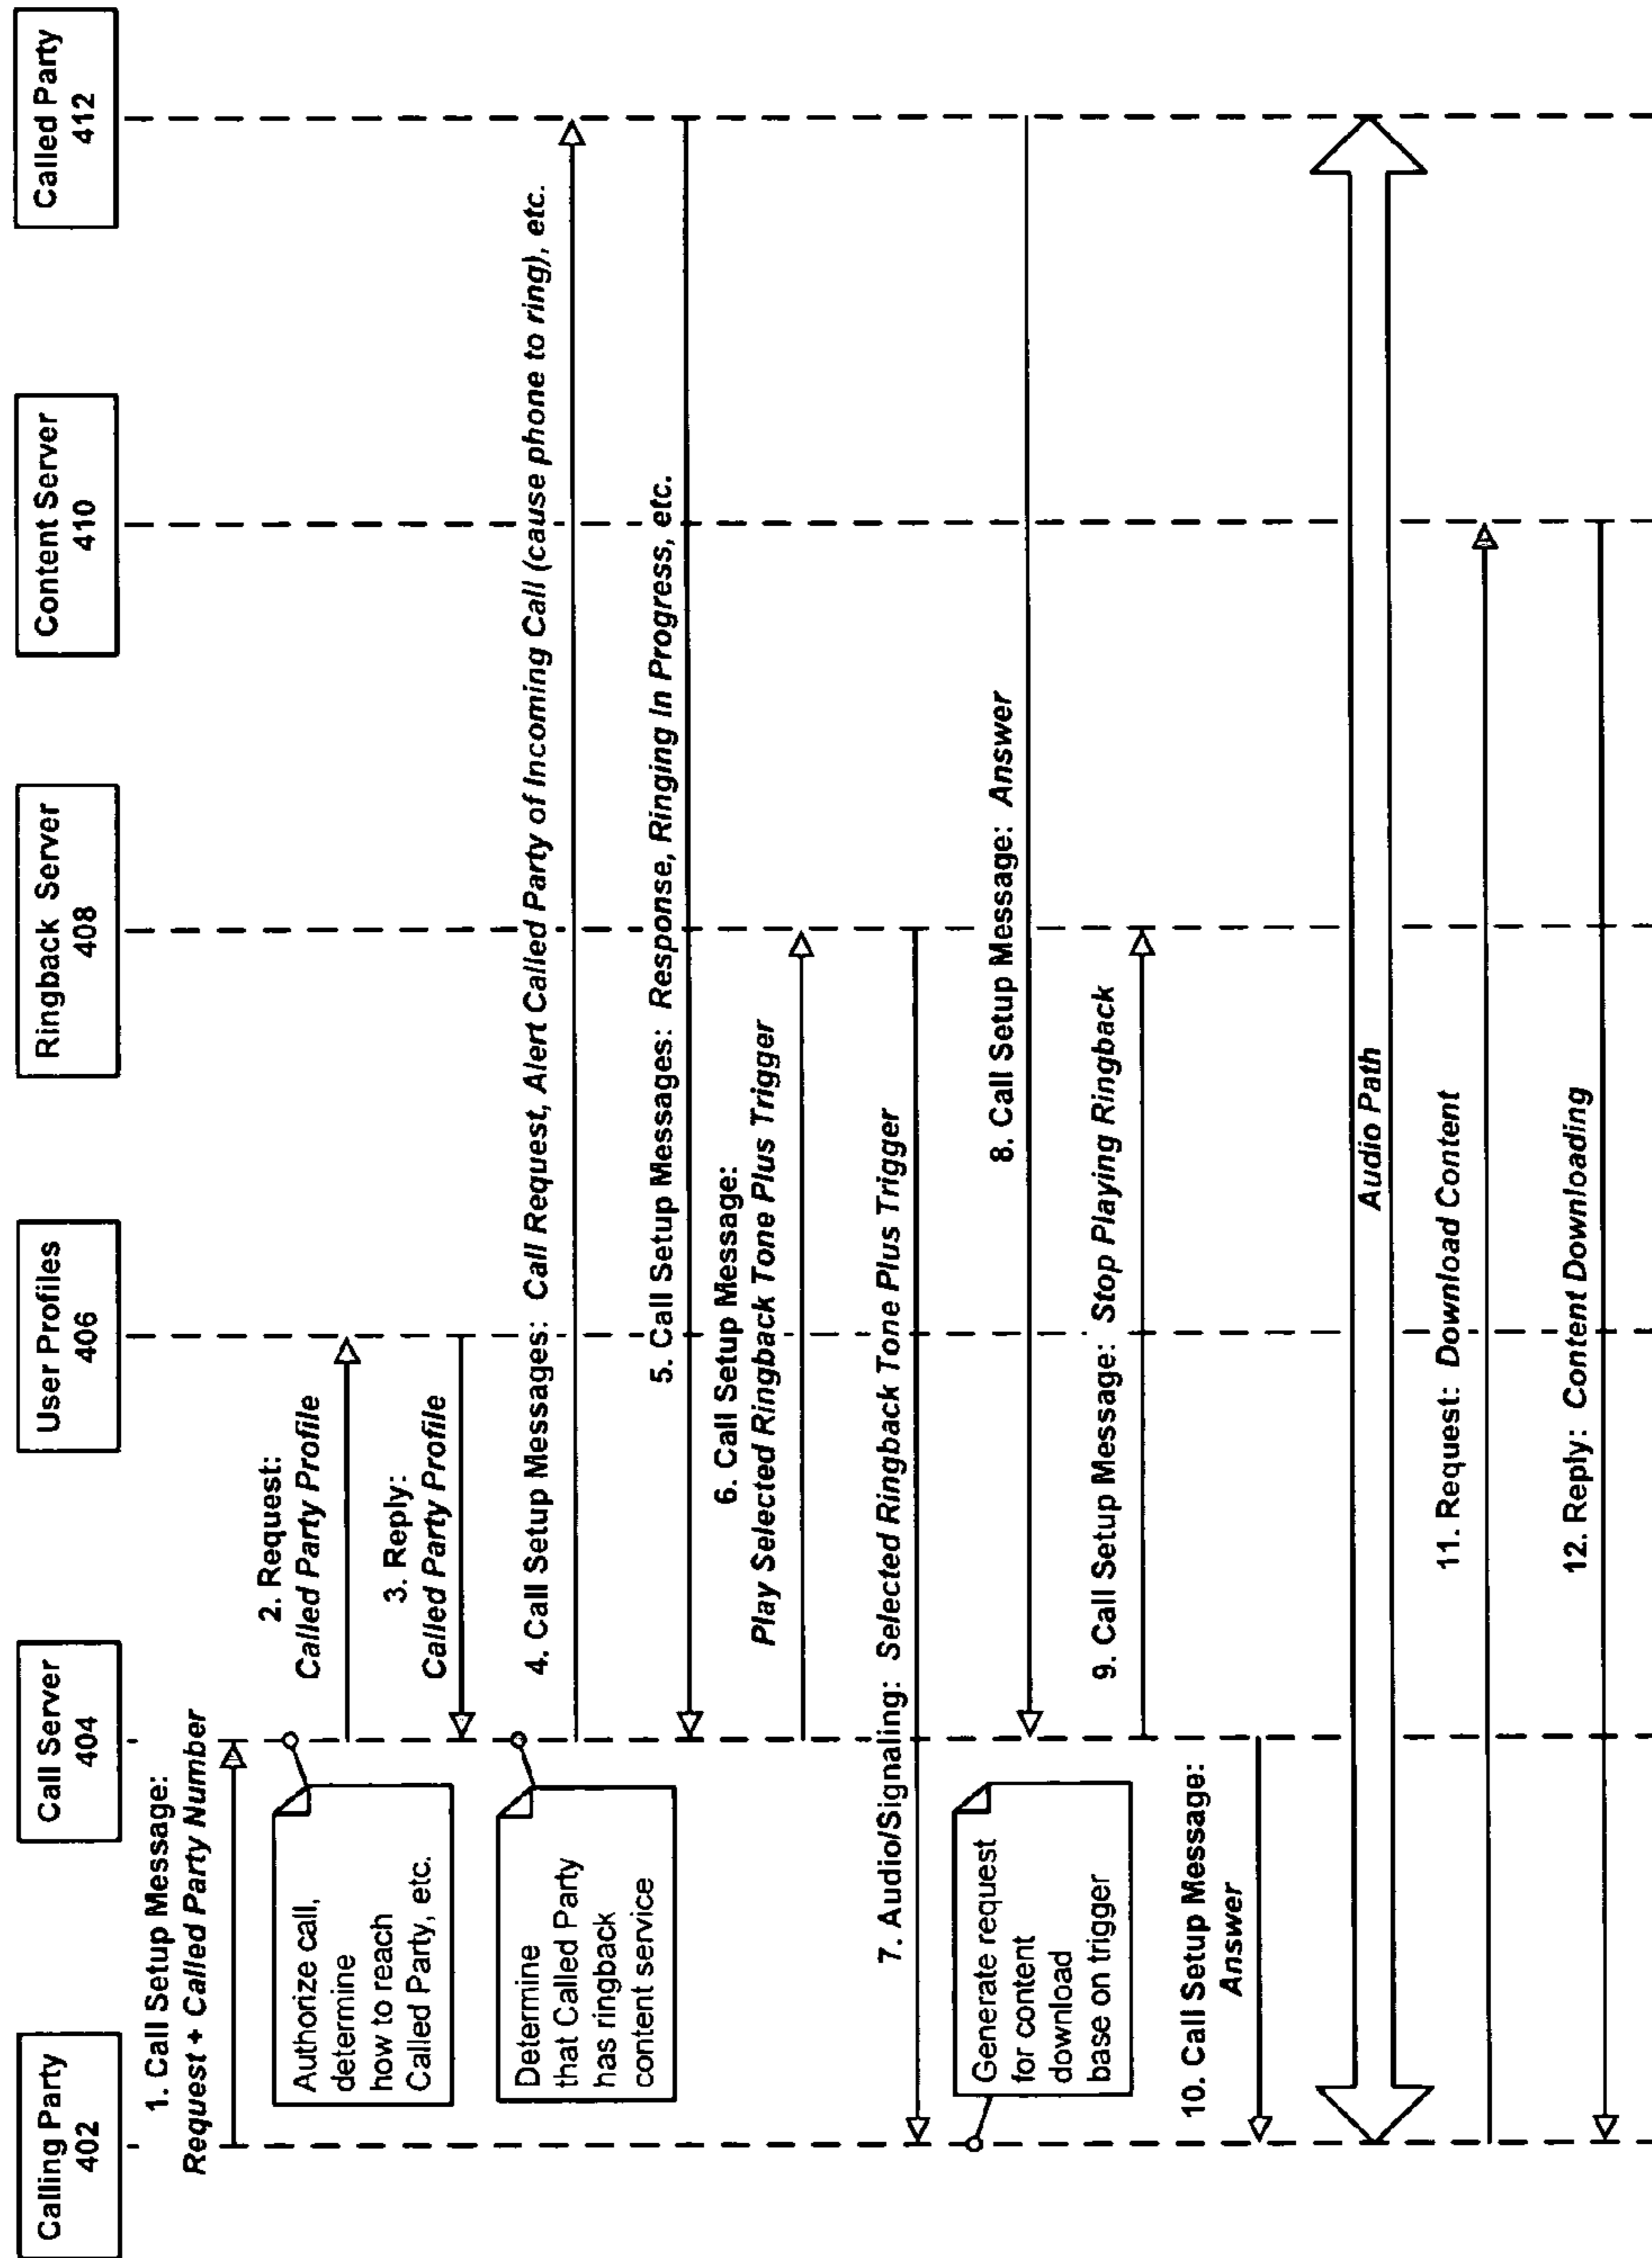 Calling Party
402
Call Server
404
User Profiles
406
Ringback Server
408
Content Server
410
Called Party
412
1. Call Setup Message:
Request + Called Party Number
Authorize call,
determine
how to reach
Called Party, etc.
2. Request:
Called Party Profile
3. Reply:
Called Party Profile
Determine
that Called Party
has ringback
content service
4. Call Setup Messages: Call Request, Alert Called Party of Incoming Call (cause phone to ring), etc.
5. Call Setup Messages: Response, Ringing In Progress, etc.
6. Call Setup Message:
Play Selected Ringback Tone Plus Trigger
7. Audio/Signaling: Selected Ringback Tone Plus Trigger
Generate request
for content
download
base on trigger
8. Call Setup Message: Answer
9. Call Setup Message: Stop Playing Ringback
10. Call Setup Message:
Answer
Audio Path
11. Request: Download Content
12. Reply: Content Downloading